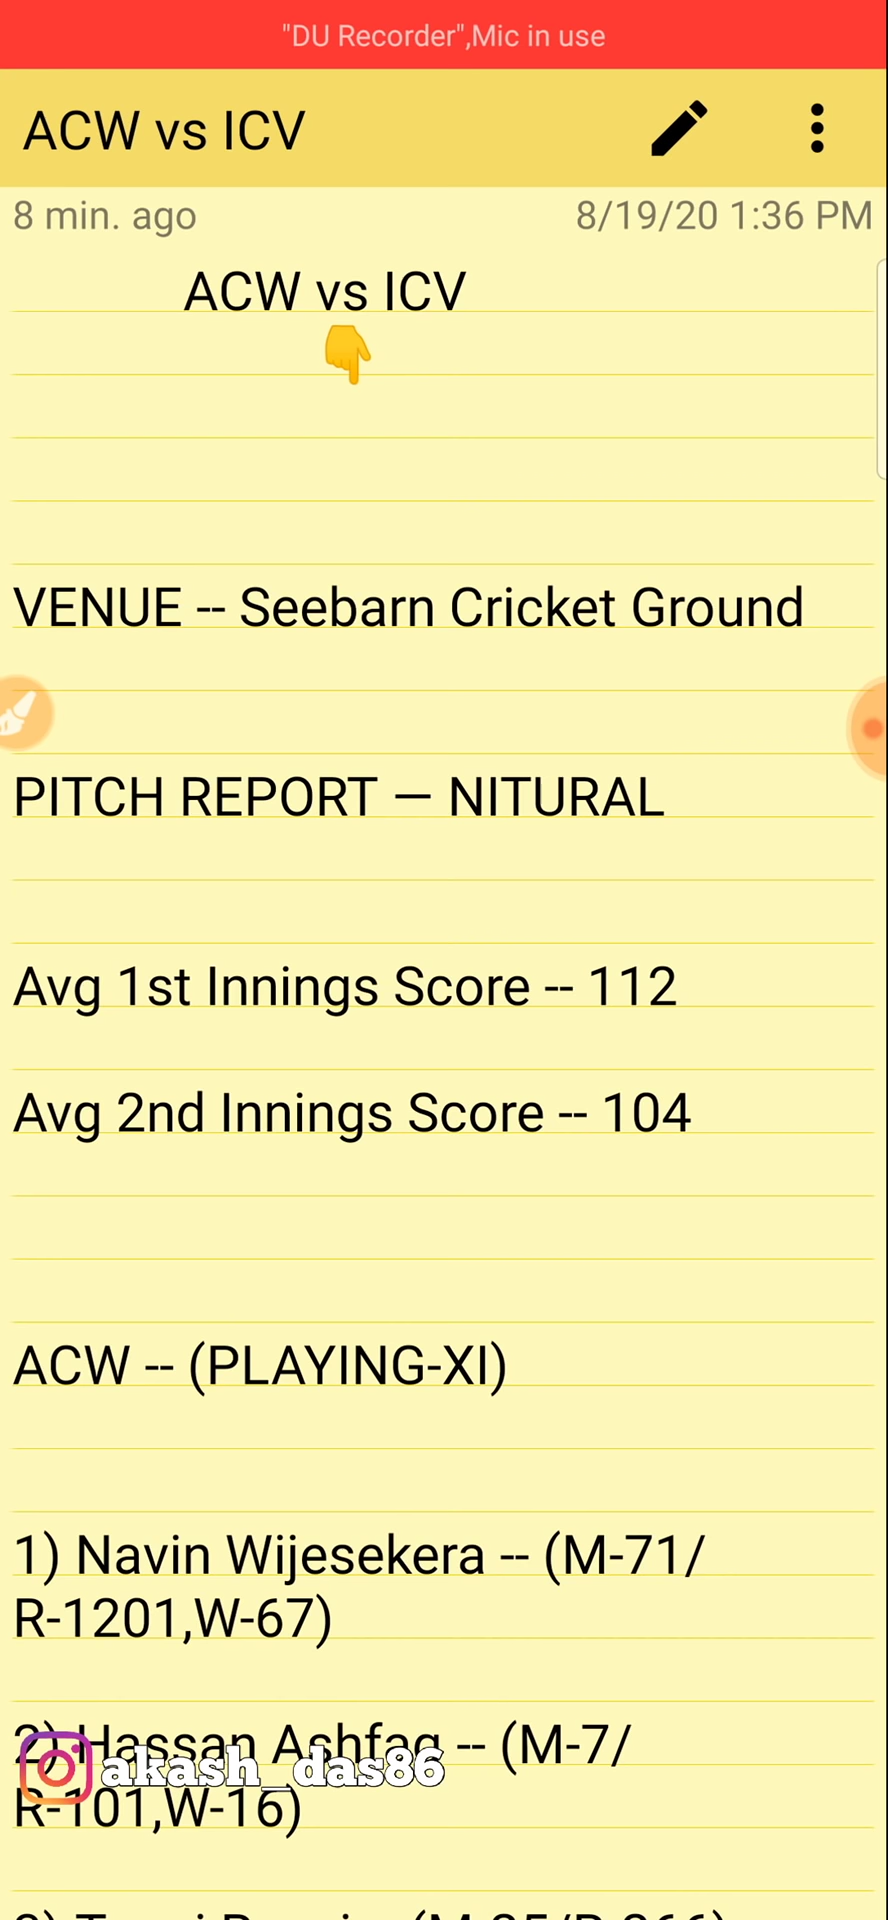 "DU Recorder",Mic in use
ACW vs ICV
8 min. ago 8/19/20 1:36 PM
ACW vs ICV
VENUE -- Seebarn Cricket Ground
PITCH REPORT — NITURAL
Avg 1st Innings Score -- 112
Avg 2nd Innings Score -- 104
ACW -- (PLAYING-XI)
1) Navin Wijesekera -- (M-71/
R-1201,W-67)
2) Hassan Ashfaq -- (M-7/
akash_das86
R-101,W-16)